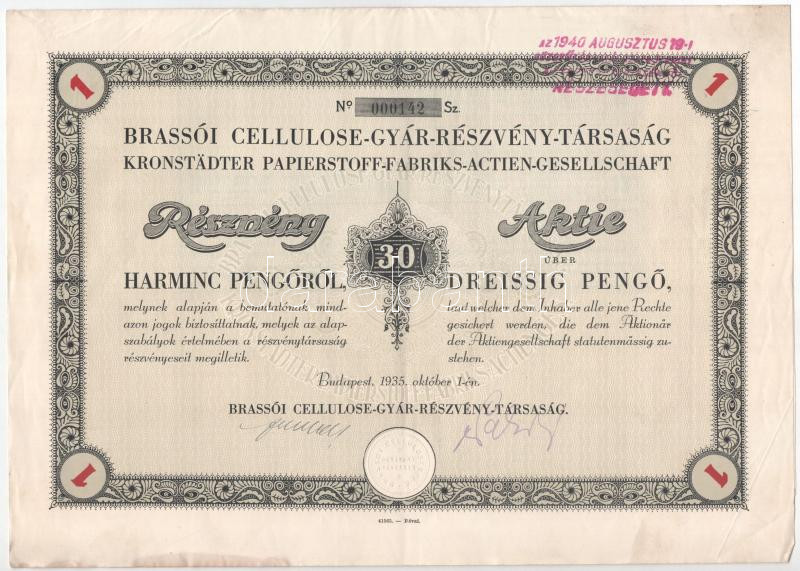 AZ 1940 AUGUSZTUS 19-I
1 1
Nº 000142 Sz.
BRASSÓI CELLULOSE-GYÁR-RÉSZVÉNY-TÁRSASÁG
KRONSTÄDTER PAPIERSTOFF-FABRIKS-ACTIEN-GESELLSCHAFT
Részvény 30 Aktie
ÜBER
HARMINC PENGŐRŐL,
melynek alapján a bemuttatónak mind-
azon jogok biztosíttatnak, melyek az alap-
szabályok értelmében a részvénytársaság
részvényeseit megilletik.
DREISSIG PENGŐ,
laut welcher dem Inhaber alle jene Rechte
gesichert werden, die dem Aktionär
der Aktiengesellschaft statutenmässig zu-
stehen.
Budapest, 1935. október 1-én.
BRASSÓI CELLULOSE-GYÁR-RÉSZVÉNY-TÁRSASÁG.
1 1
41565. — Révai.